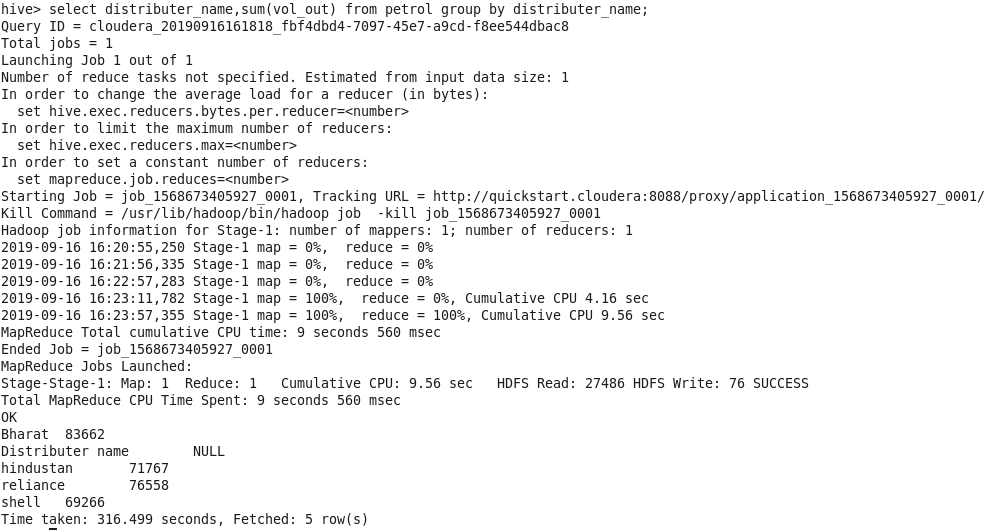 hive> select distributer_name,sum(vol_out) from petrol group by distributer_name;
Query ID = cloudera_20190916161818_fbf4dbd4-7097-45e7-a9cd-f8ee544dbac8
Total jobs = 1
Launching Job 1 out of 1
Number of reduce tasks not specified. Estimated from input data size: 1
In order to change the average load for a reducer (in bytes):
  set hive.exec.reducers.bytes.per.reducer=<number>
In order to limit the maximum number of reducers:
  set hive.exec.reducers.max=<number>
In order to set a constant number of reducers:
  set mapreduce.job.reduces=<number>
Starting Job = job_1568673405927_0001, Tracking URL = http://quickstart.cloudera:8088/proxy/application_1568673405927_0001/
Kill Command = /usr/lib/hadoop/bin/hadoop job  -kill job_1568673405927_0001
Hadoop job information for Stage-1: number of mappers: 1; number of reducers: 1
2019-09-16 16:20:55,250 Stage-1 map = 0%,  reduce = 0%
2019-09-16 16:21:56,335 Stage-1 map = 0%,  reduce = 0%
2019-09-16 16:22:57,283 Stage-1 map = 0%,  reduce = 0%
2019-09-16 16:23:11,782 Stage-1 map = 100%,  reduce = 0%, Cumulative CPU 4.16 sec
2019-09-16 16:23:57,355 Stage-1 map = 100%,  reduce = 100%, Cumulative CPU 9.56 sec
MapReduce Total cumulative CPU time: 9 seconds 560 msec
Ended Job = job_1568673405927_0001
MapReduce Jobs Launched:
Stage-Stage-1: Map: 1  Reduce: 1   Cumulative CPU: 9.56 sec   HDFS Read: 27486 HDFS Write: 76 SUCCESS
Total MapReduce CPU Time Spent: 9 seconds 560 msec
OK
Bharat  83662
Distributer name        NULL
hindustan       71767
reliance        76558
shell   69266
Time taken: 316.499 seconds, Fetched: 5 row(s)